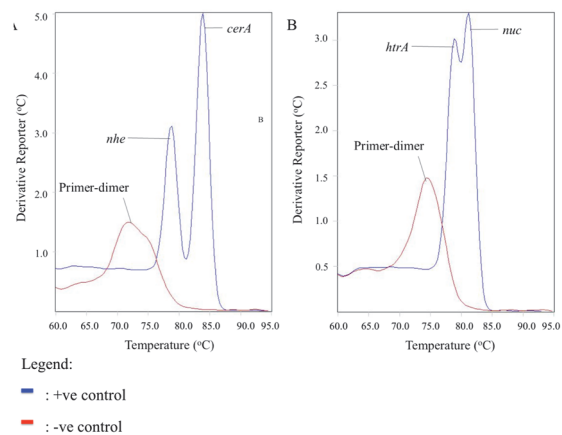 A
5.0
4.0
3.0
2.0
1.0
Derivative Reporter (°C)
cerA
nhe
Primer-dimer
B
60.0 65.0 70.0 75.0 80.0 85.0 90.0 95.0
Temperature (°C)
B
3.0
2.5
2.0
1.5
1.0
0.5
Derivative Reporter (°C)
nuc
htrA
Primer-dimer
60.0 65.0 70.0 75.0 80.0 85.0 90.0 95.0
Temperature (°C)
Legend:
: +ve control
: -ve control